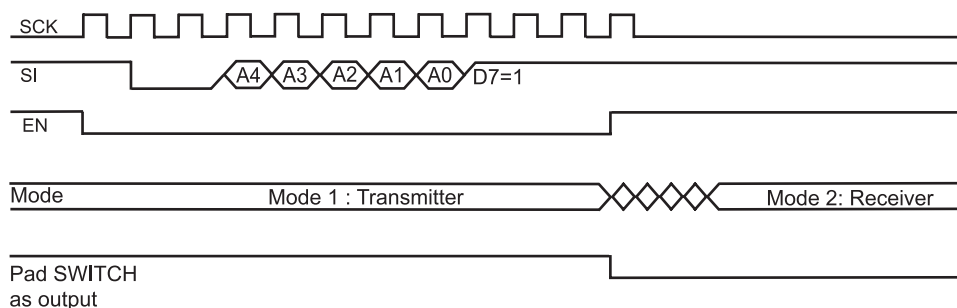 SCK
SI
A4 A3 A2 A1 A0 D7=1
EN
Mode Mode 1 : Transmitter Mode 2: Receiver
Pad SWITCH
as output